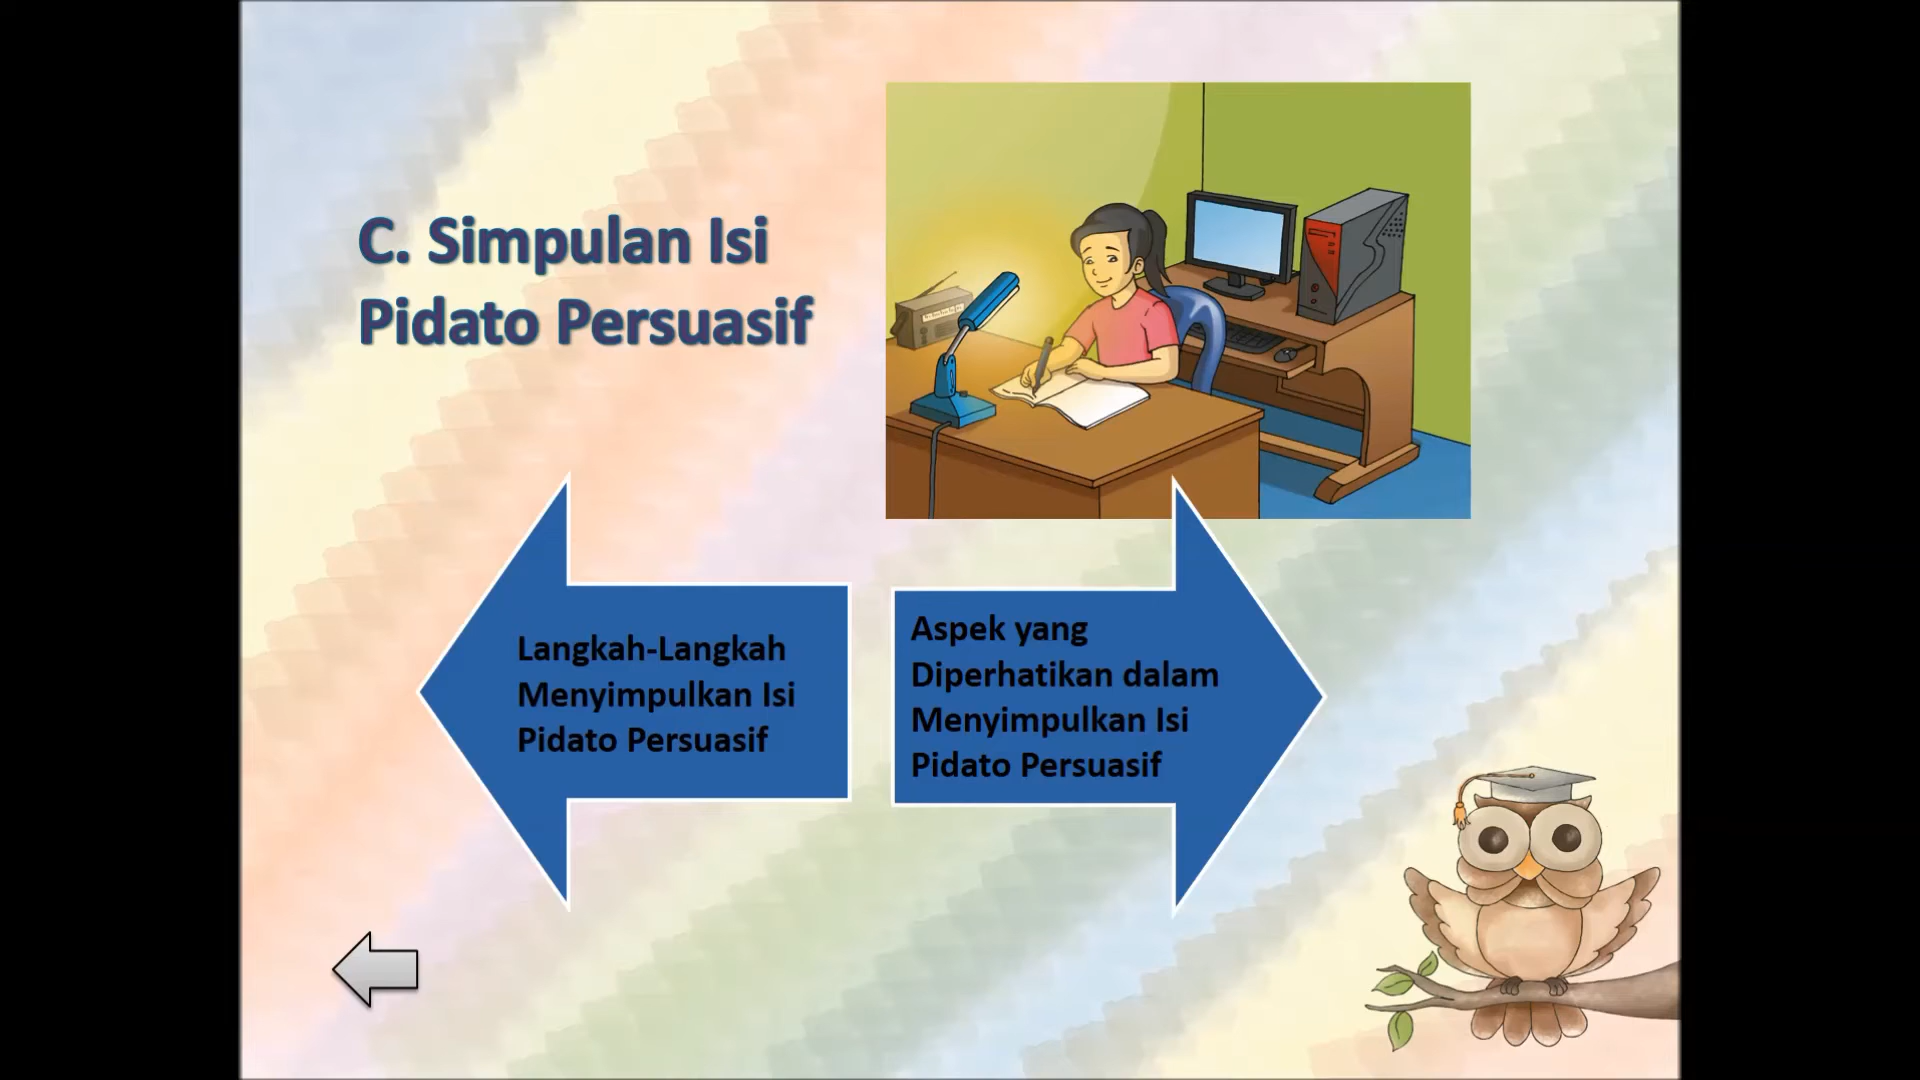 C. Simpulan Isi
Pidato Persuasif
Langkah-Langkah
Menyimpulkan Isi
Pidato Persuasif
Aspek yang
Diperhatikan dalam
Menyimpulkan Isi
Pidato Persuasif